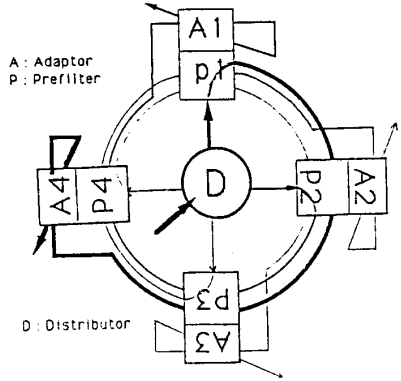 A1
p1
A : Adaptor
P : Prefilter
A4
P4
D
P2
A2
P3
A3
D : Distributor